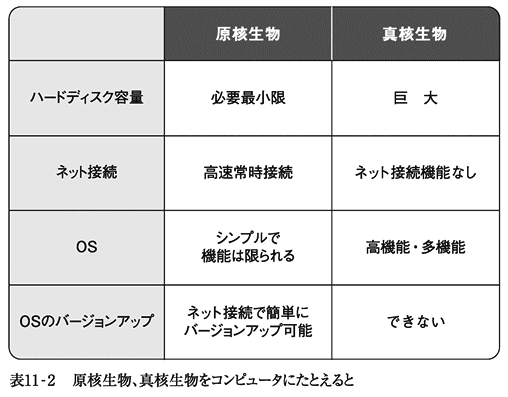 原核生物 真核生物
ハードディスク容量 必要最小限 巨　大
ネット接続 高速常時接続 ネット接続機能なし
OS シンプルで
機能は限られる 高機能・多機能
OSのバージョンアップ ネット接続で簡単に
バージョンアップ可能 できない
表11-2　原核生物、真核生物をコンピュータにたとえると